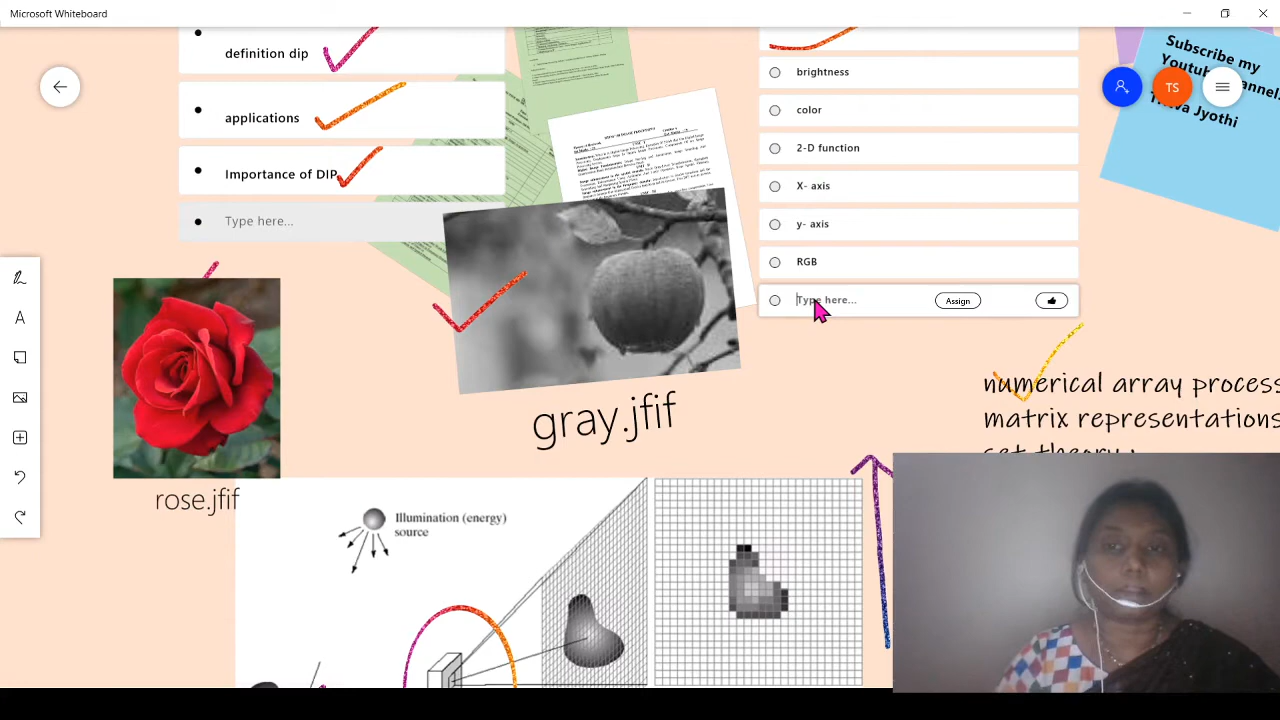 Microsoft Whiteboard
definition dip
applications
Importance of DIP
Type here...
brightness
color
2-D function
X- axis
y- axis
RGB
Type here...
Assign
Subscribe my
Jyothi
TS
rose.jfif
gray.jfif
numerical array process
matrix representations
Illumination (energy)
source